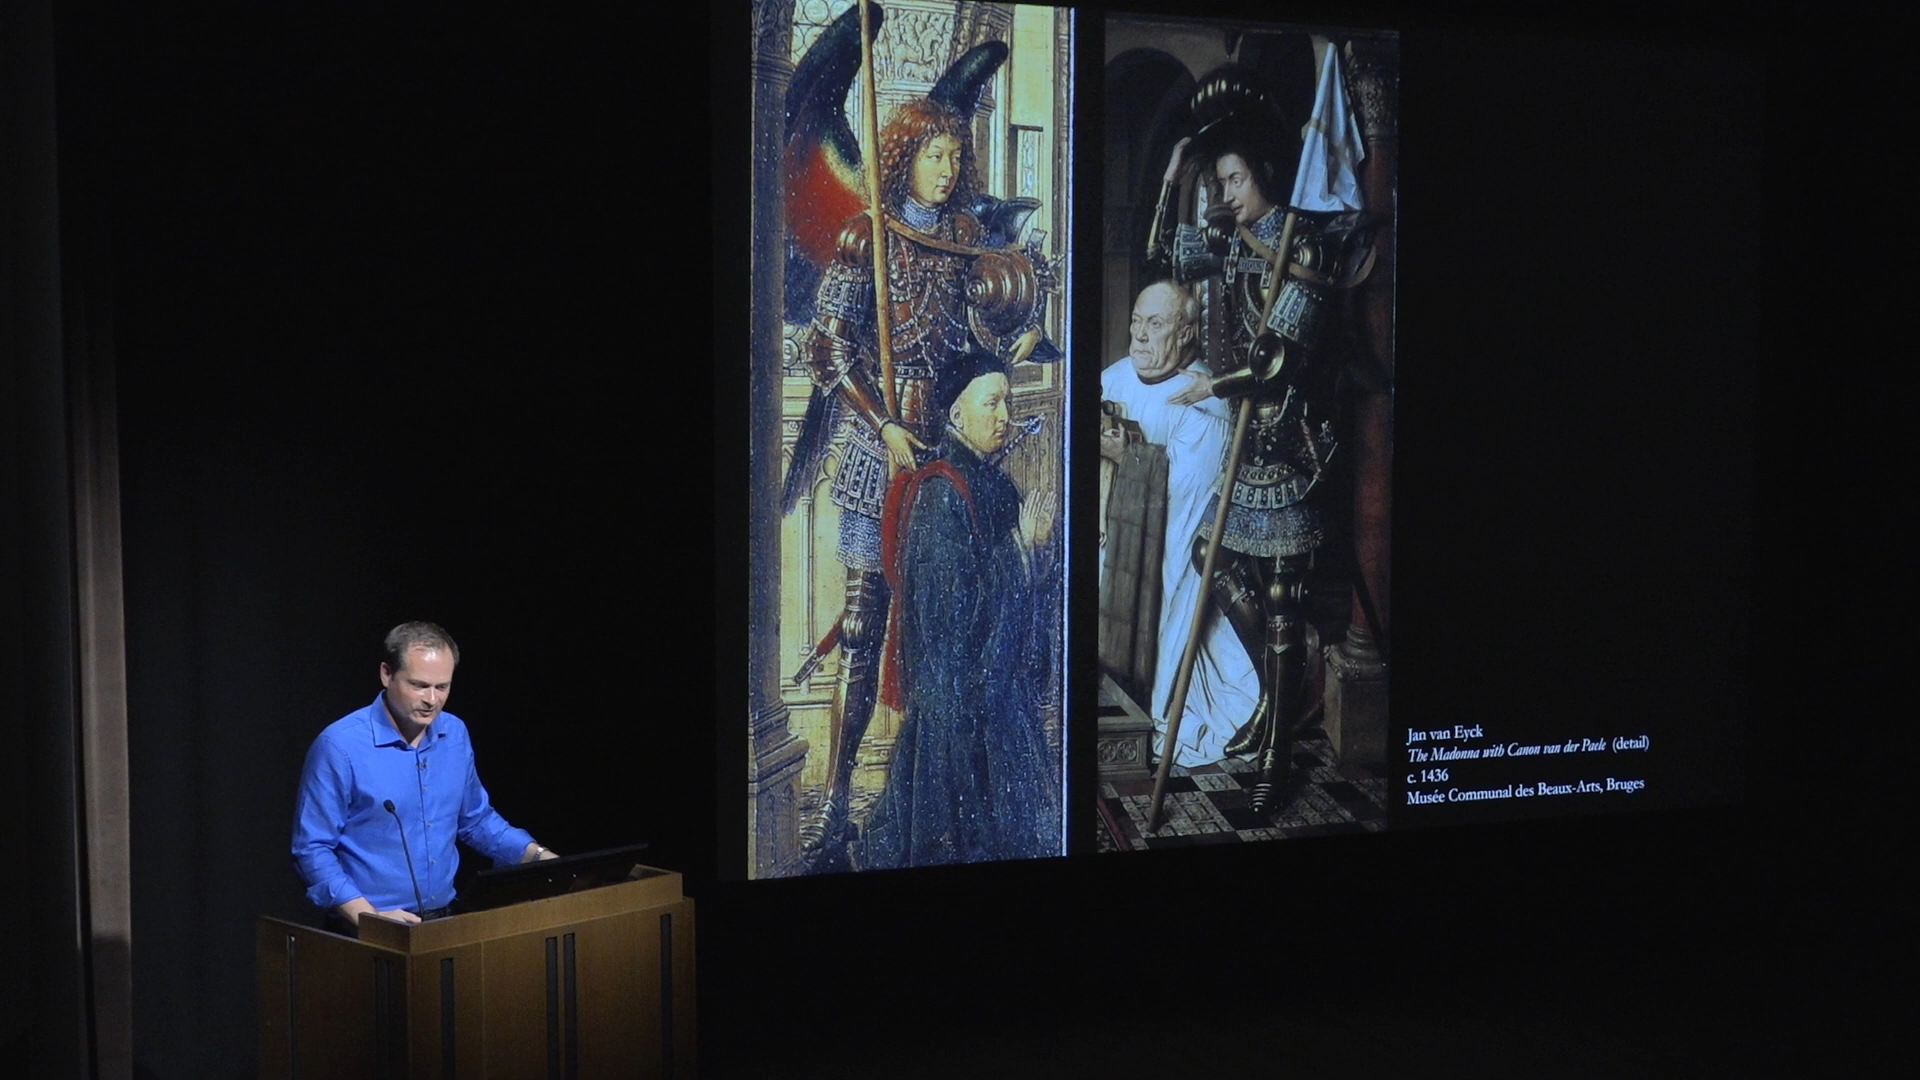 Jan van Eyck
The Madonna with Canon van der Paele (detail)
c. 1436
Musée Communal des Beaux-Arts, Bruges